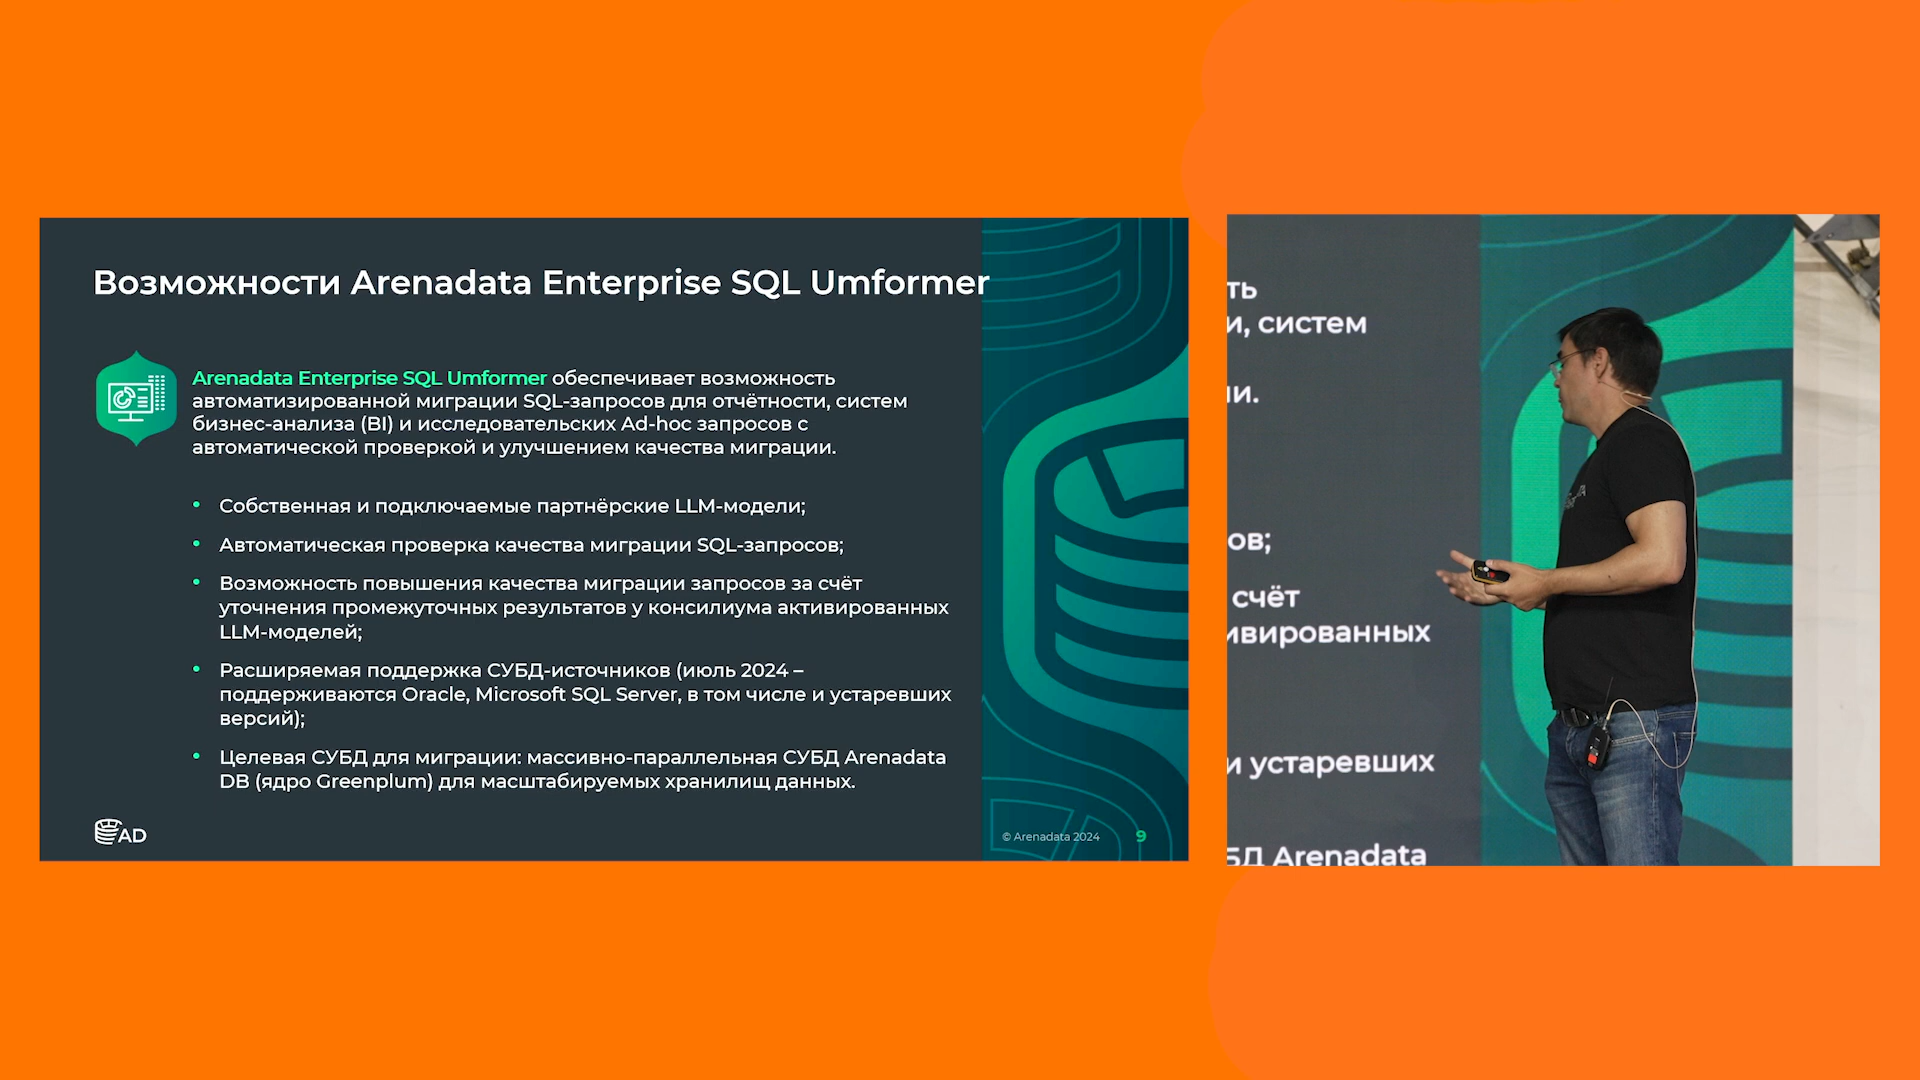 Возможности Arenadata Enterprise SQL Umformer
Arenadata Enterprise SQL Umformer обеспечивает возможность
автоматизированной миграции SQL-запросов для отчётности, систем
бизнес-анализа (BI) и исследовательских Ad-hoc запросов с
автоматической проверкой и улучшением качества миграции.
• Собственная и подключаемые партнёрские LLM-модели;
• Автоматическая проверка качества миграции SQL-запросов;
• Возможность повышения качества миграции запросов за счёт
уточнения промежуточных результатов у консилиума активированных
LLM-моделей;
• Расширяемая поддержка СУБД-источников (июль 2024 –
поддерживаются Oracle, Microsoft SQL Server, в том числе и устаревших
версий);
• Целевая СУБД для миграции: массивно-параллельная СУБД Arenadata
DB (ядро Greenplum) для масштабируемых хранилищ данных.
AD
© Arenadata 2024
9
ть
и, систем
ии.
ов;
счёт
ивированных
и устаревших
БД Arenadata